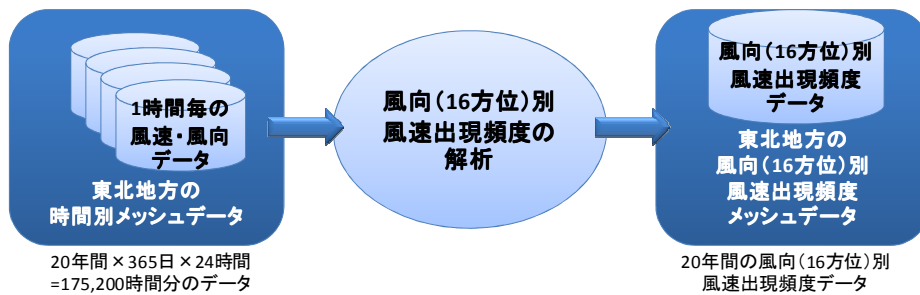 1時間毎の
風速・風向
データ
東北地方の
時間別メッシュデータ
20年間×365日×24時間
=175,200時間分のデータ
風向(16方位)別
風速出現頻度の
解析
風向(16方位)別
風速出現頻度
データ
東北地方の
風向(16方位)別
風速出現頻度
メッシュデータ
20年間の風向(16方位)別
風速出現頻度データ